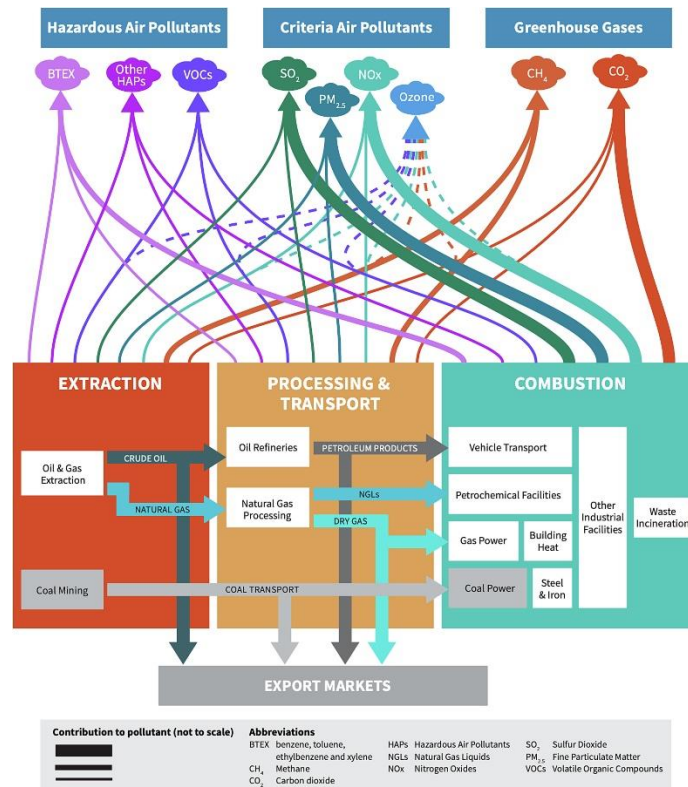 Hazardous Air Pollutants
Criteria Air Pollutants
Greenhouse Gases
BTEX
Other
HAPs
VOCs
SO2
PM2.5
NOx
Ozone
CH4
CO2
EXTRACTION
PROCESSING &
TRANSPORT
COMBUSTION
Oil & Gas
Extraction
CRUDE OIL
NATURAL GAS
Coal Mining
Oil Refineries
PETROLEUM PRODUCTS
Natural Gas
Processing
NGLs
DRY GAS
COAL TRANSPORT
Vehicle Transport
Petrochemical Facilities
Gas Power
Building
Heat
Coal Power
Steel
& Iron
Other
Industrial
Facilities
Waste
Incineration
EXPORT MARKETS
Contribution to pollutant (not to scale)
Abbreviations
BTEX benzene, toluene,
ethylbenzene and xylene
CH4 Methane
CO2 Carbon dioxide
HAPs Hazardous Air Pollutants
NGLs Natural Gas Liquids
NOx Nitrogen Oxides
SO2 Sulfur Dioxide
PM2.5 Fine Particulate Matter
VOCs Volatile Organic Compounds